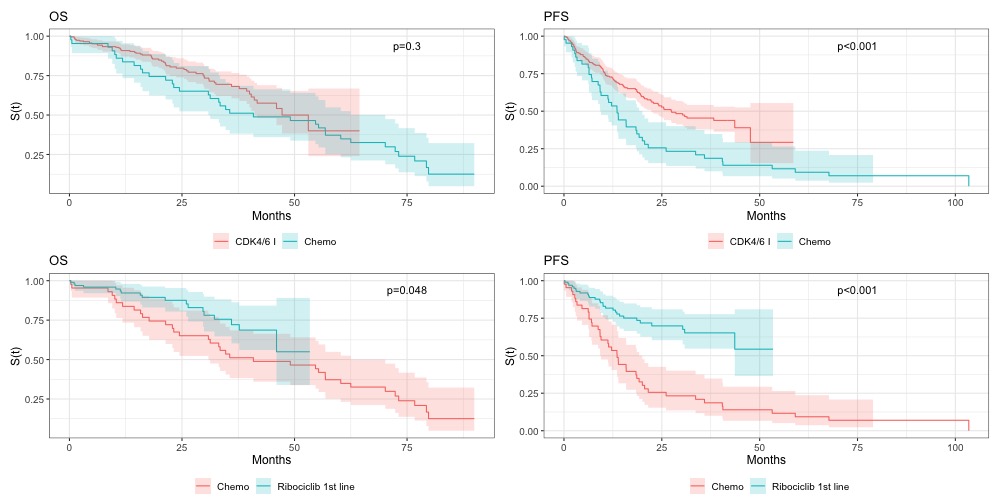 OS
S(t)
1.00
0.75
0.50
0.25
p=0.3
0 25 50 75
Months
CDK4/6 I Chemo
PFS
S(t)
1.00
0.75
0.50
0.25
0.00
p<0.001
0 25 50 75 100
Months
CDK4/6 I Chemo
OS
S(t)
1.00
0.75
0.50
0.25
p=0.048
0 25 50 75
Months
Chemo Ribociclib 1st line
PFS
S(t)
1.00
0.75
0.50
0.25
0.00
p<0.001
0 25 50 75 100
Months
Chemo Ribociclib 1st line